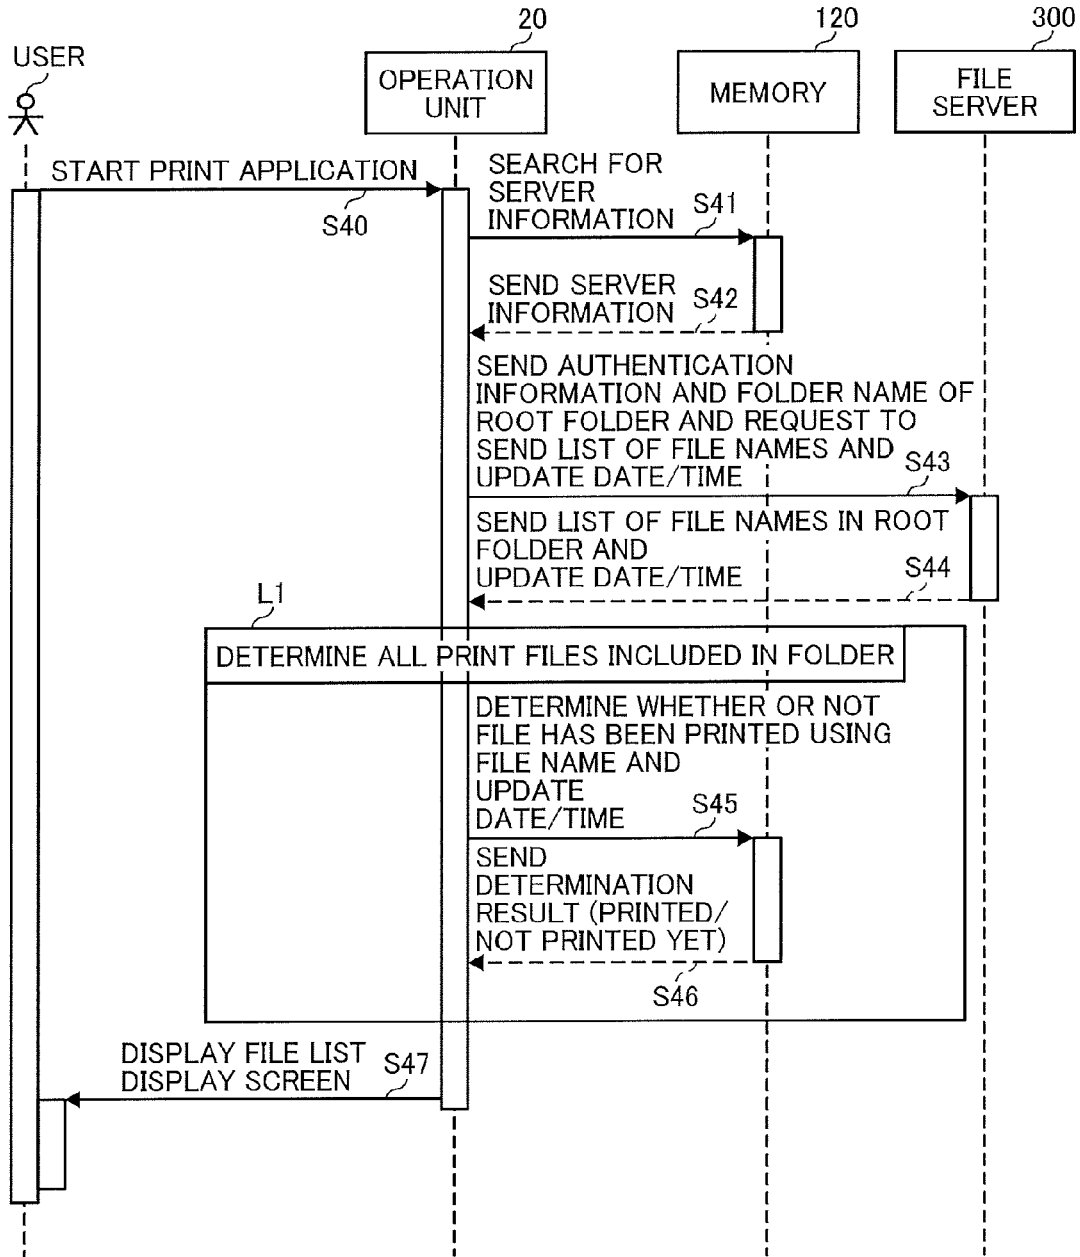 20
120
300
USER
OPERATION
UNIT
MEMORY
FILE
SERVER
START PRINT APPLICATION
S40
SEARCH FOR
SERVER
INFORMATION
S41
SEND SERVER
INFORMATION
S42
SEND AUTHENTICATION
INFORMATION AND FOLDER NAME OF
ROOT FOLDER AND REQUEST TO
SEND LIST OF FILE NAMES AND
UPDATE DATE/TIME
S43
SEND LIST OF FILE NAMES IN ROOT
FOLDER AND
UPDATE DATE/TIME
S44
L1
DETERMINE ALL PRINT FILES INCLUDED IN FOLDER
DETERMINE WHETHER OR NOT
FILE HAS BEEN PRINTED USING
FILE NAME AND
UPDATE
DATE/TIME
S45
SEND
DETERMINATION
RESULT (PRINTED/
NOT PRINTED YET)
S46
DISPLAY FILE LIST
DISPLAY SCREEN
S47